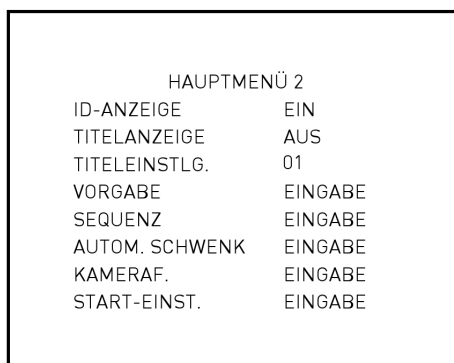 HAUPTMENÜ 2
ID-ANZEIGE EIN
TITELANZEIGE AUS
TITELEINSTLG. 01
VORGABE EINGABE
SEQUENZ EINGABE
AUTOM. SCHWENK EINGABE
KAMERAF. EINGABE
START-EINST. EINGABE